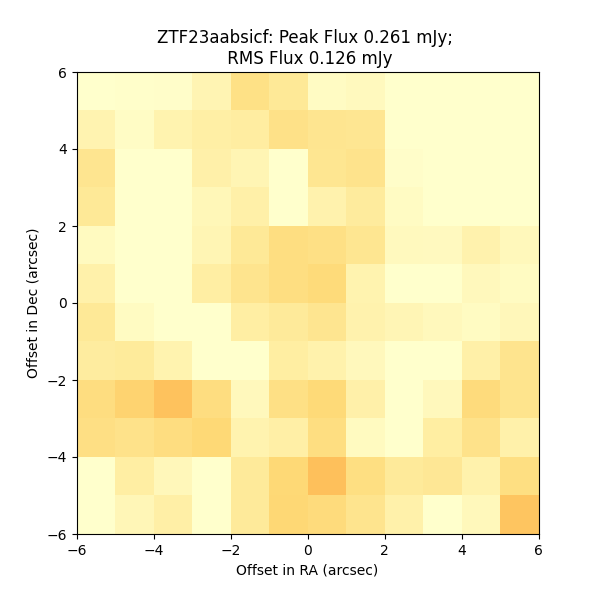 ZTF23aabsicf: Peak Flux 0.261 mJy;
RMS Flux 0.126 mJy
6
4
2
0
−2
−4
−6
Offset in Dec (arcsec)
−6 −4 −2 0 2 4 6
Offset in RA (arcsec)